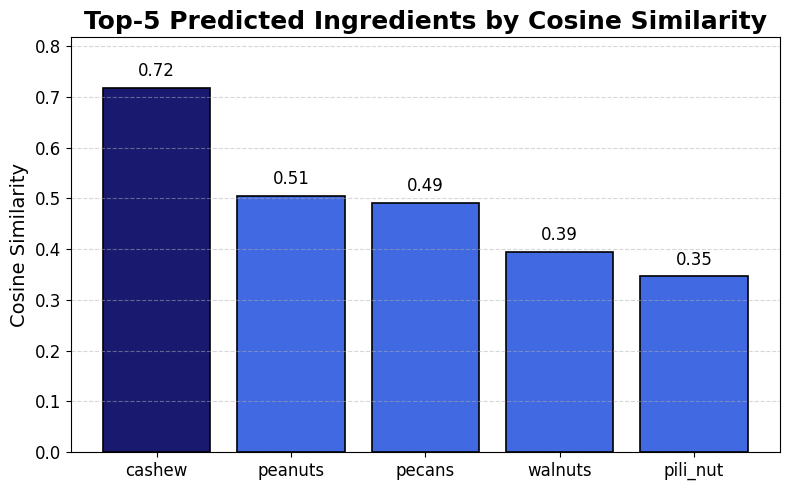 Top-5 Predicted Ingredients by Cosine Similarity
Cosine Similarity
0.8
0.7
0.6
0.5
0.4
0.3
0.2
0.1
0.0
0.72
0.51
0.49
0.39
0.35
cashew
peanuts
pecans
walnuts
pili_nut